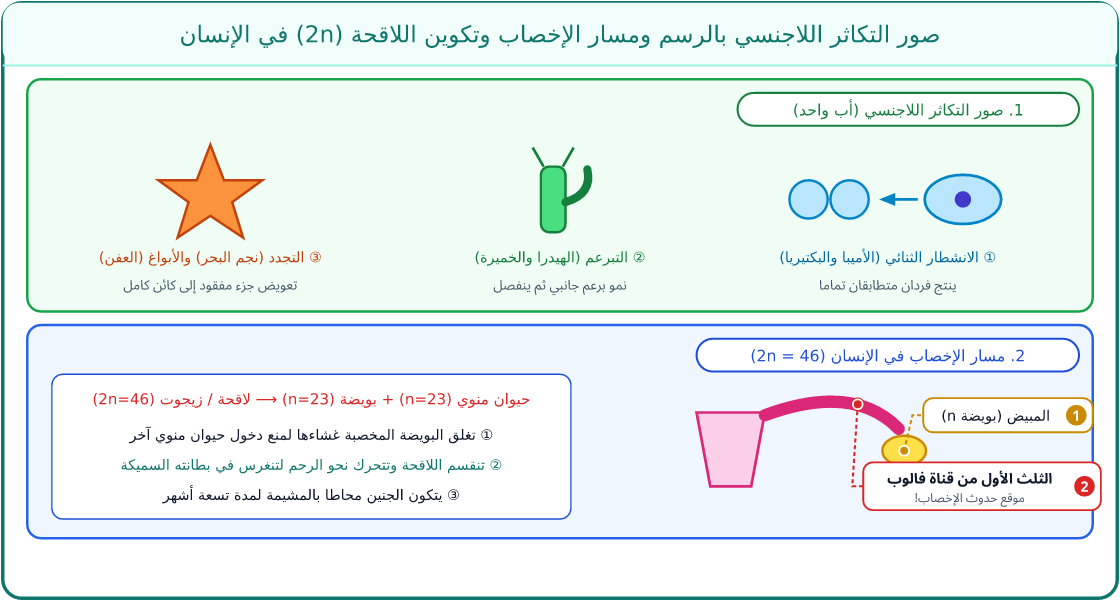 صور التكاثر اللاجنسي بالرسم ومسار الإخصاب وتكوين اللاقحة (2n) في الإنسان
1. صور التكاثر اللاجنسي (أب واحد)
① الانشطار الثنائي (الأميبا والبكتيريا)
ينتج فردان متطابقان تماما
② التبرعم (الهيدرا والخميرة)
نمو برعم جانبي ثم ينفصل
③ التجدد (نجم البحر) والأبواغ (العفن)
تعويض جزء مفقود إلى كائن كامل
2. مسار الإخصاب في الإنسان (2n = 46)
1 المبيض (بويضة n)
2 الثلث الأول من قناة فالوب
موقع حدوث الإخصاب!
حيوان منوي (n=23) + بويضة (n=23) ⟶ لاقحة / زيجوت (2n=46)
① تغلق البويضة المخصبة غشاءها لمنع دخول حيوان منوي آخر
② تنقسم اللاقحة وتتحرك نحو الرحم لتنغرس في بطانته السميكة
③ يتكون الجنين محاطا بالمشيمة لمدة تسعة أشهر